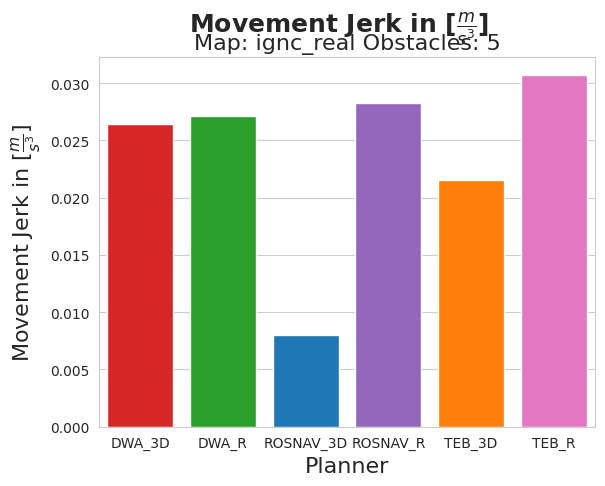 Movement Jerk in [m/s³]
Map: ignc_real Obstacles: 5
Movement Jerk in [m/s³]
0.030
0.025
0.020
0.015
0.010
0.005
0.000
DWA_3D DWA_R ROSNAV_3D ROSNAV_R TEB_3D TEB_R
Planner